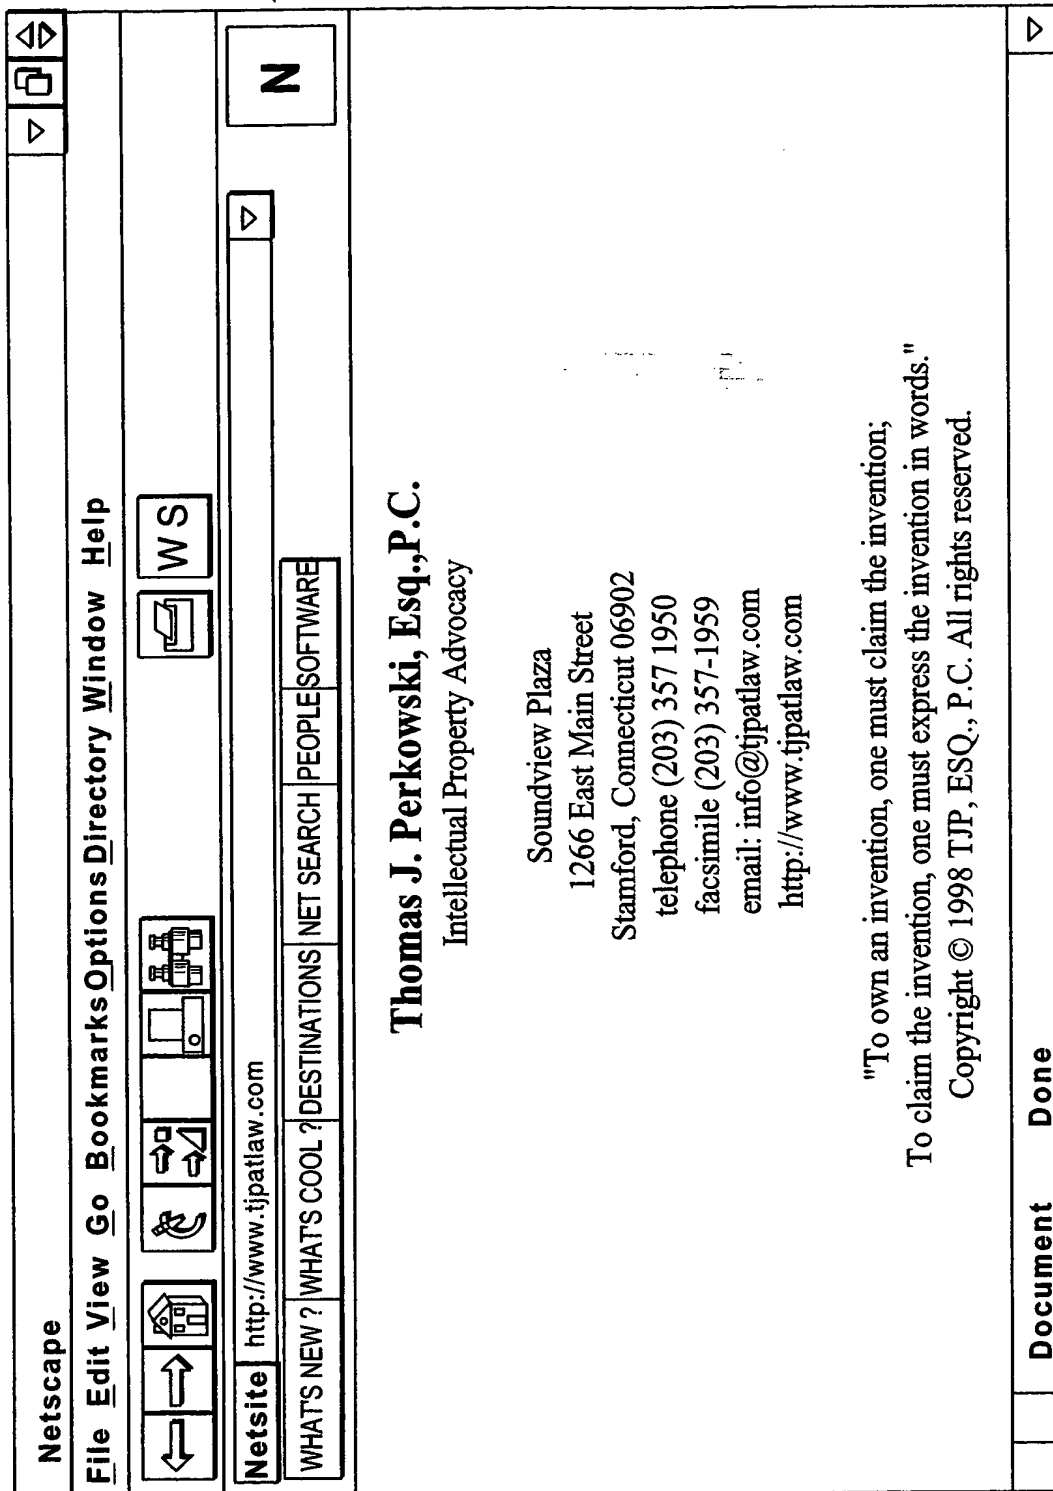 Netscape
File Edit View Go Bookmarks Options Directory Window Help
W S
Netsite http://www.tjpatlaw.com
N
WHAT'S NEW ? WHAT'S COOL ? DESTINATIONS NET SEARCH PEOPLE SOFTWARE
Thomas J. Perkowski, Esq.,P.C.
Intellectual Property Advocacy
Soundview Plaza
1266 East Main Street
Stamford, Connecticut 06902
telephone (203) 357 1950
facsimile (203) 357-1959
email: info@tjpatlaw.com
http://www.tjpatlaw.com
"To own an invention, one must claim the invention;
To claim the invention, one must express the invention in words."
Copyright © 1998 TJP, ESQ., P.C. All rights reserved.
Document Done